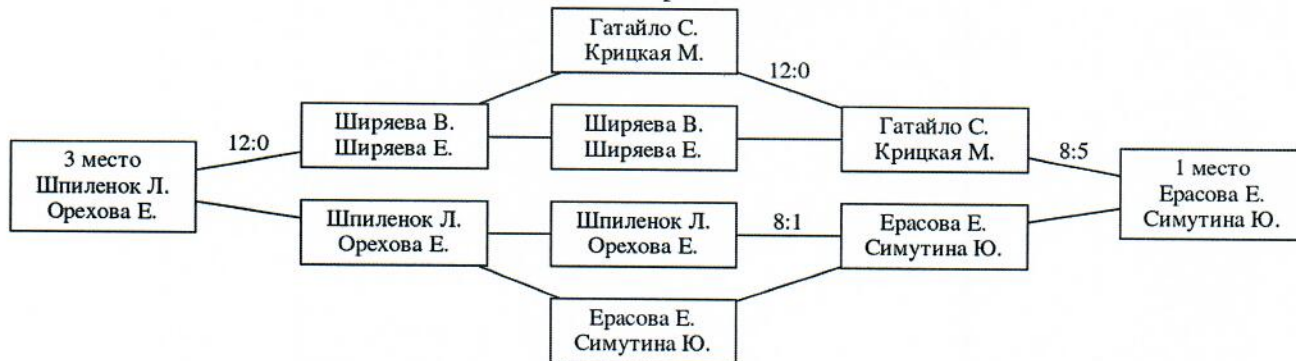 Гатайло С.
Крицкая М.
12:0
Ширяева В.
Ширяева Е.
Ширяева В.
Ширяева Е.
Гатайло С.
Крицкая М.
12:0
8:5
3 место
Шпиленок Л.
Орехова Е.
1 место
Ерасова Е.
Симутина Ю.
Шпиленок Л.
Орехова Е.
Шпиленок Л.
Орехова Е.
8:1
Ерасова Е.
Симутина Ю.
Ерасова Е.
Симутина Ю.